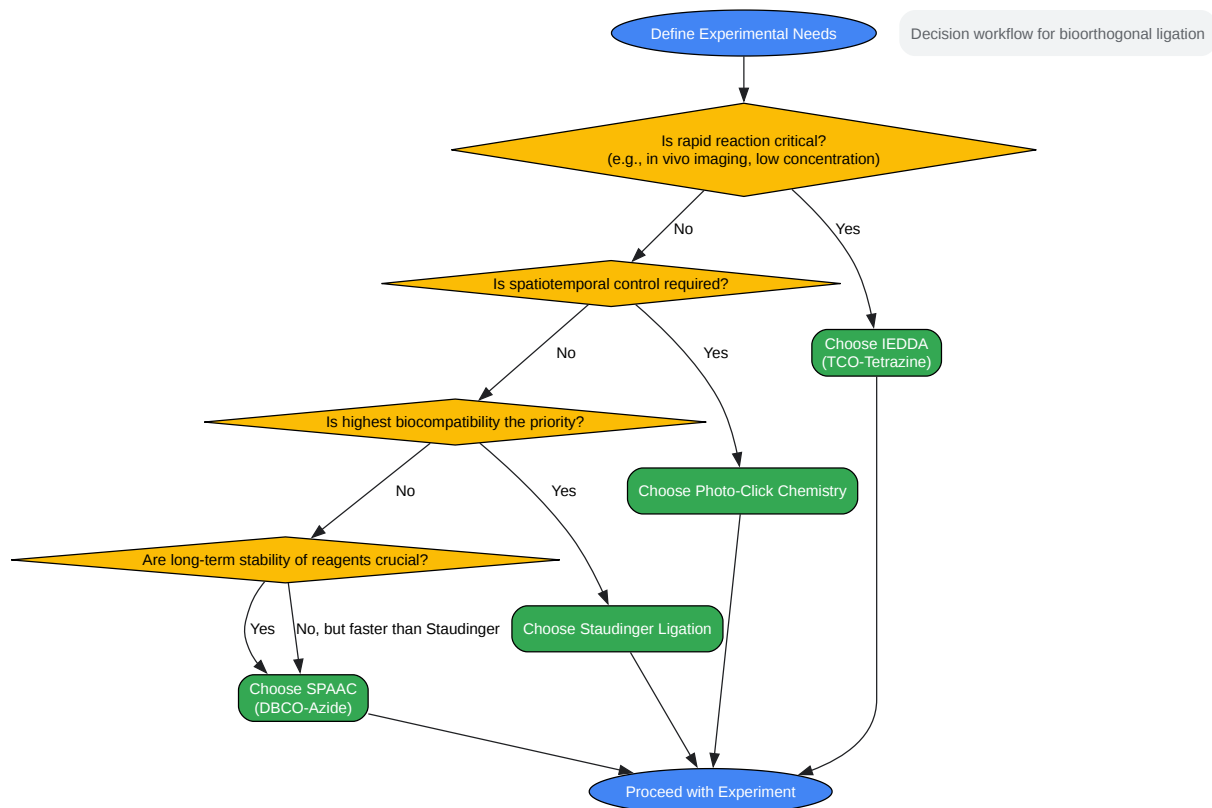 Define Experimental Needs
Decision workflow for bioorthogonal ligation
Is rapid reaction critical?
(e.g., in vivo imaging, low concentration)
No
Yes
Is spatiotemporal control required?
Choose IEDDA
(TCO-Tetrazine)
No
Yes
Is highest biocompatibility the priority?
Choose Photo-Click Chemistry
No
Yes
Are long-term stability of reagents crucial?
Yes
No, but faster than Staudinger
Choose Staudinger Ligation
Choose SPAAC
(DBCO-Azide)
Proceed with Experiment